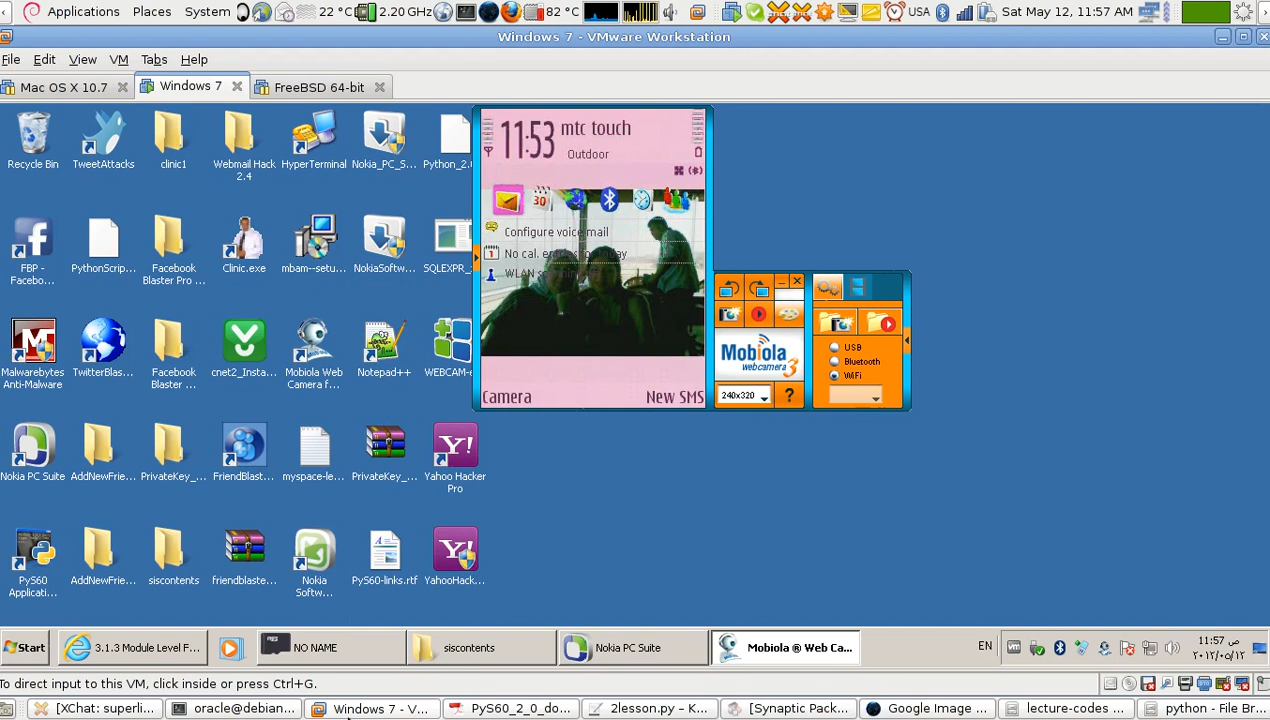 Applications Places System 22 °C 2.20 GHz 82 °C USA Sat May 12, 11:57 AM
Windows 7 - VMware Workstation
File Edit View VM Tabs Help
Mac OS X 10.7 Windows 7 FreeBSD 64-bit
11:53 mtc touch
Outdoor
Recycle Bin TweetAttacks clinic1 Webmail Hack HyperTerminal Nokia_PC_S... Python_2.
2.4
30
Configure voice mail
1 No cal.
FBP - PythonScrip... Facebook Clinic.exe mbam--setu... NokiaSoftw... SQLEXPR_
Facebo... Blaster Pro ...
Mobiola
webcamera 3
USB
Bluetooth
WiFi
Malwarebytes TwitterBlas... Facebook cnet2_Insta... Mobiola Web Notepad++ WEBCAM-
Anti-Malware Blaster ... Camera f...
Camera New SMS 240x320 ?
Nokia PC Suite AddNewFrie... PrivateKey_... FriendBlast... myspace-le... PrivateKey_... Yahoo Hacker
Pro
PyS60 AddNewFrie... siscontents friendblaste... Nokia PyS60-links.rtf YahooHack...
Applicati... Softw...
Start 3.1.3 Module Level F... NO NAME siscontents Nokia PC Suite Mobiola ® Web Ca... EN 11:57 ص
٢٠١٢/٠٥/١٢
To direct input to this VM, click inside or press Ctrl+G.
[XChat: superli... oracle@debian... Windows 7 - V... PyS60_2_0_do... 2lesson.py – K... [Synaptic Pack... Google Image ... lecture-codes ... python - File Br...